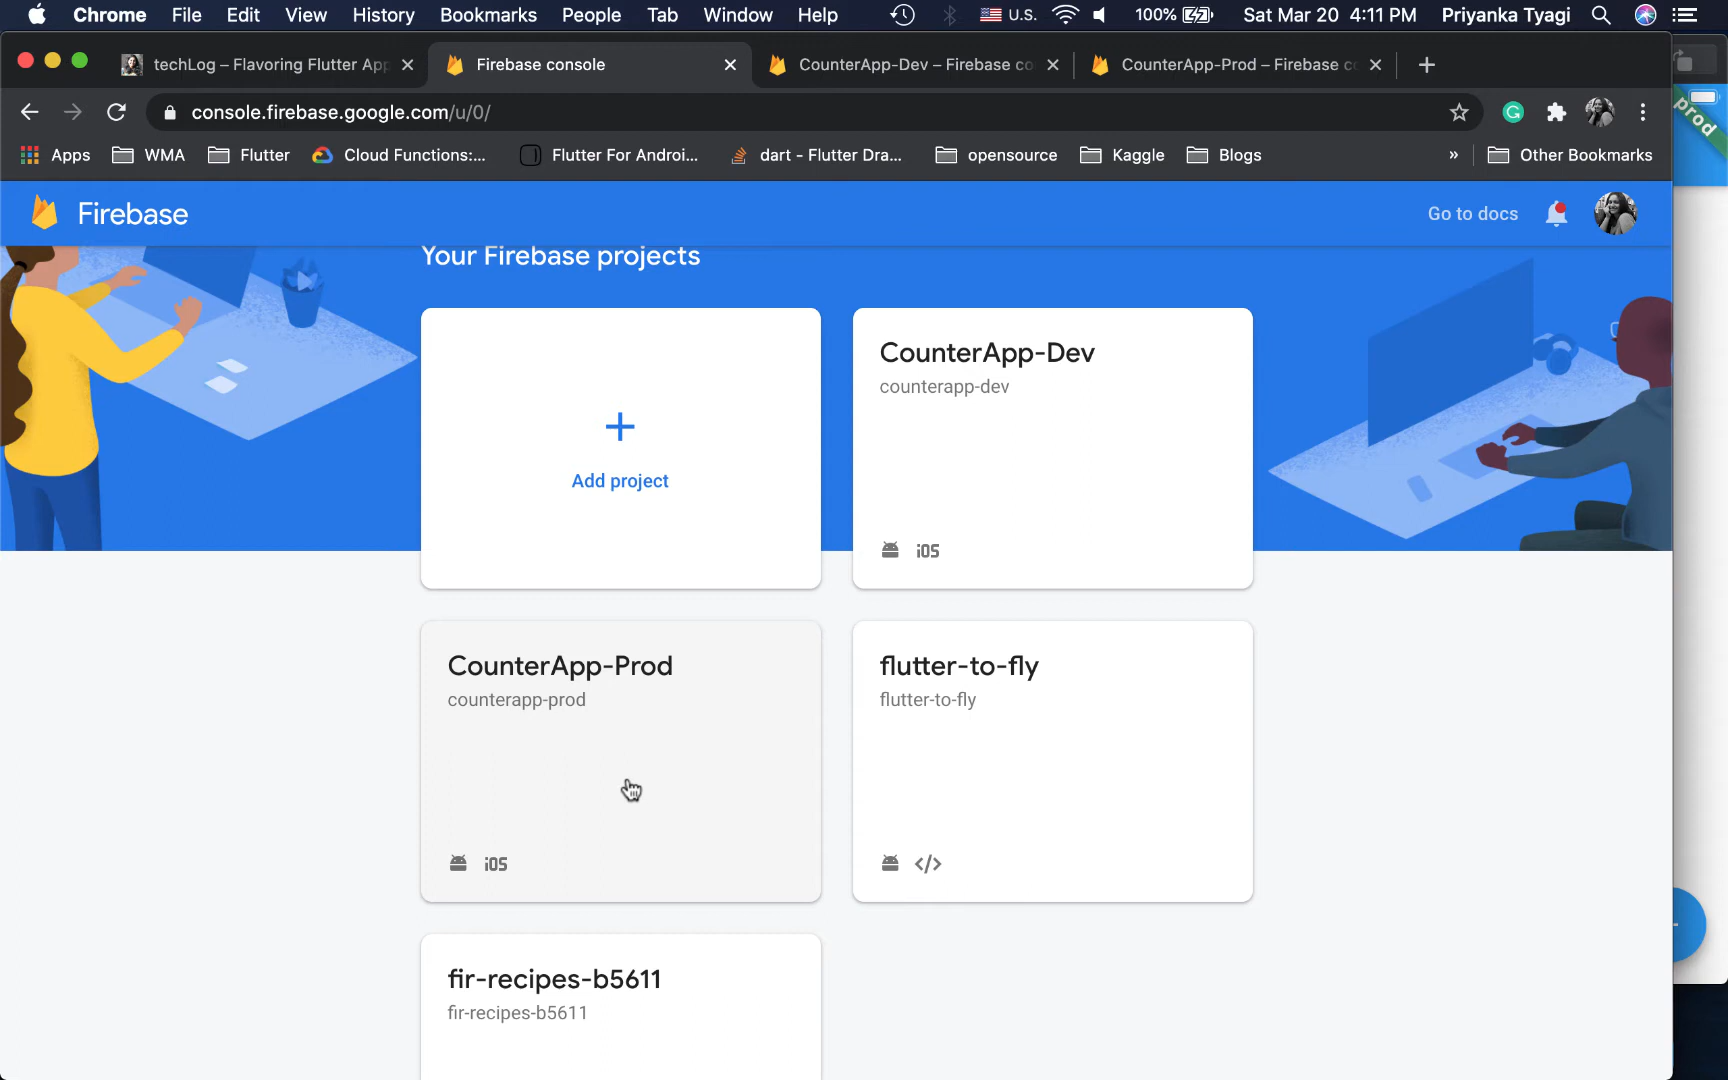 Chrome File Edit View History Bookmarks People Tab Window Help U.S. 100% Sat Mar 20 4:11 PM Priyanka Tyagi
techLog – Flavoring Flutter App Firebase console CounterApp-Dev – Firebase co CounterApp-Prod – Firebase c
console.firebase.google.com/u/0/
Apps WMA Flutter Cloud Functions:... Flutter For Androi... dart - Flutter Dra... opensource Kaggle Blogs » Other Bookmarks
prod
Firebase Go to docs
Your Firebase projects
Add project
CounterApp-Dev
counterapp-dev
iOS
CounterApp-Prod
counterapp-prod
iOS
flutter-to-fly
flutter-to-fly
</>
fir-recipes-b5611
fir-recipes-b5611